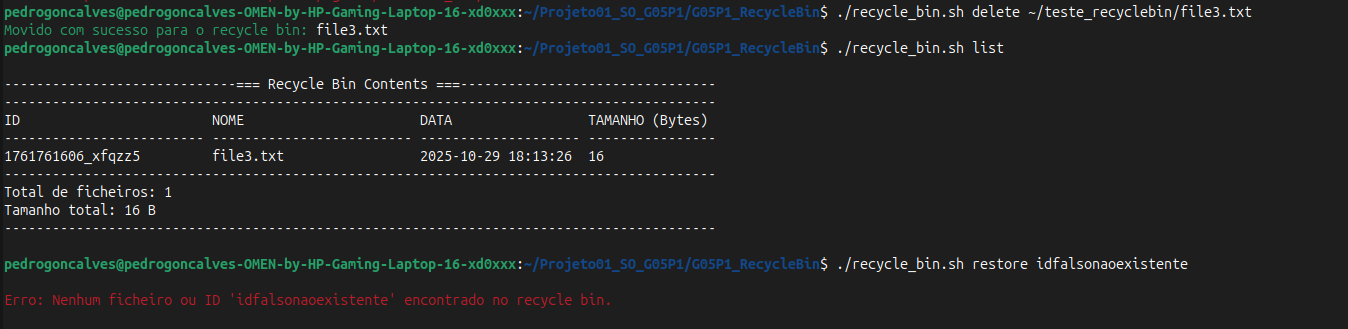 pedrogoncalves@pedrogoncalves-OMEN-by-HP-Gaming-Laptop-16-xd0xxx:~/Projeto01_SO_G05P1/G05P1_RecycleBin$ ./recycle_bin.sh delete ~/teste_recyclebin/file3.txt
Movido com sucesso para o recycle bin: file3.txt
pedrogoncalves@pedrogoncalves-OMEN-by-HP-Gaming-Laptop-16-xd0xxx:~/Projeto01_SO_G05P1/G05P1_RecycleBin$ ./recycle_bin.sh list
-----------------------------=== Recycle Bin Contents ===--------------------------------
-----------------------------------------------------------------------------------------
ID                        NOME                      DATA                 TAMANHO (Bytes)
------------------------- ------------------------- -------------------- ----------------
1761761606_xfqzz5         file3.txt                 2025-10-29 18:13:26  16
-----------------------------------------------------------------------------------------
Total de ficheiros: 1
Tamanho total: 16 B
-----------------------------------------------------------------------------------------
pedrogoncalves@pedrogoncalves-OMEN-by-HP-Gaming-Laptop-16-xd0xxx:~/Projeto01_SO_G05P1/G05P1_RecycleBin$ ./recycle_bin.sh restore idfalsonaoexistente
Erro: Nenhum ficheiro ou ID 'idfalsonaoexistente' encontrado no recycle bin.